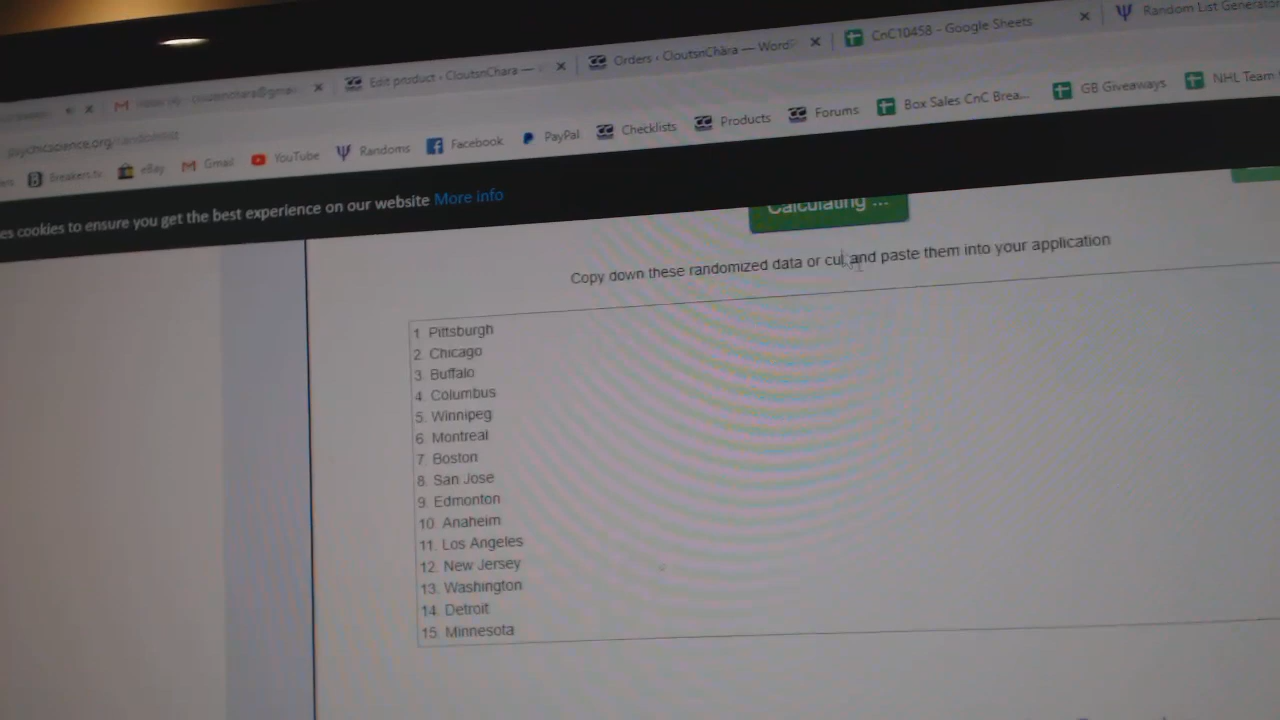 Edit product ‹ CloutsnChara —
Orders ‹ CloutsnChara — WordP
CnC10458 - Google Sheets
Random List Generator
psychicscience.org/randomlist
Breakers.tv
eBay
Gmail
YouTube
Randoms
Facebook
PayPal
Checklists
Products
Forums
Box Sales CnC Brea...
GB Giveaways
NHL Team
es cookies to ensure you get the best experience on our website More info
Calculating ...
Copy down these randomized data or cut and paste them into your application
1. Pittsburgh
2. Chicago
3. Buffalo
4. Columbus
5. Winnipeg
6. Montreal
7. Boston
8. San Jose
9. Edmonton
10. Anaheim
11. Los Angeles
12. New Jersey
13. Washington
14. Detroit
15. Minnesota